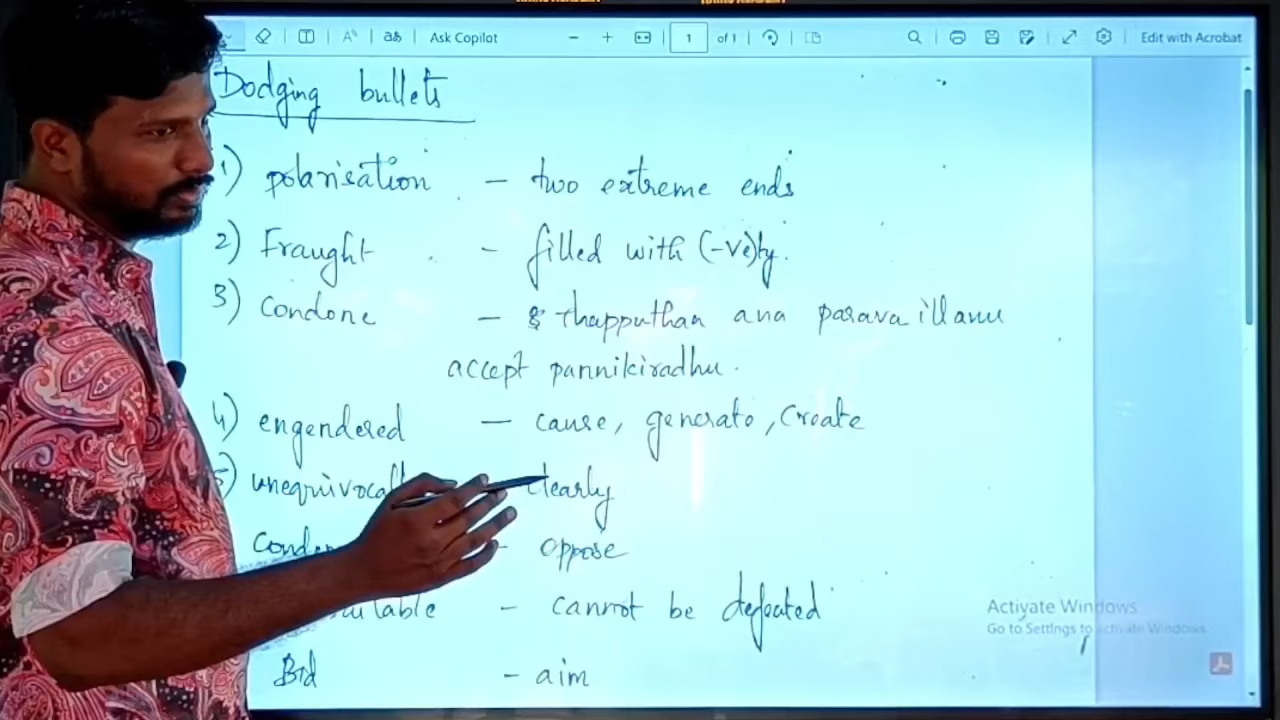 Ask Copilot
1 of 1
Edit with Acrobat
Dodging bullets
1) polarisation - two extreme ends
2) Fraught - filled with (-ve)ty.
3) Condone - thapputhan ana parava illanu
accept pannikiradhu.
4) engendered - cause, generate, Create
5) - clearly
- oppose
- cannot be defeated
Bid - aim
Activate Windows
Go to Settings to activate Windows.